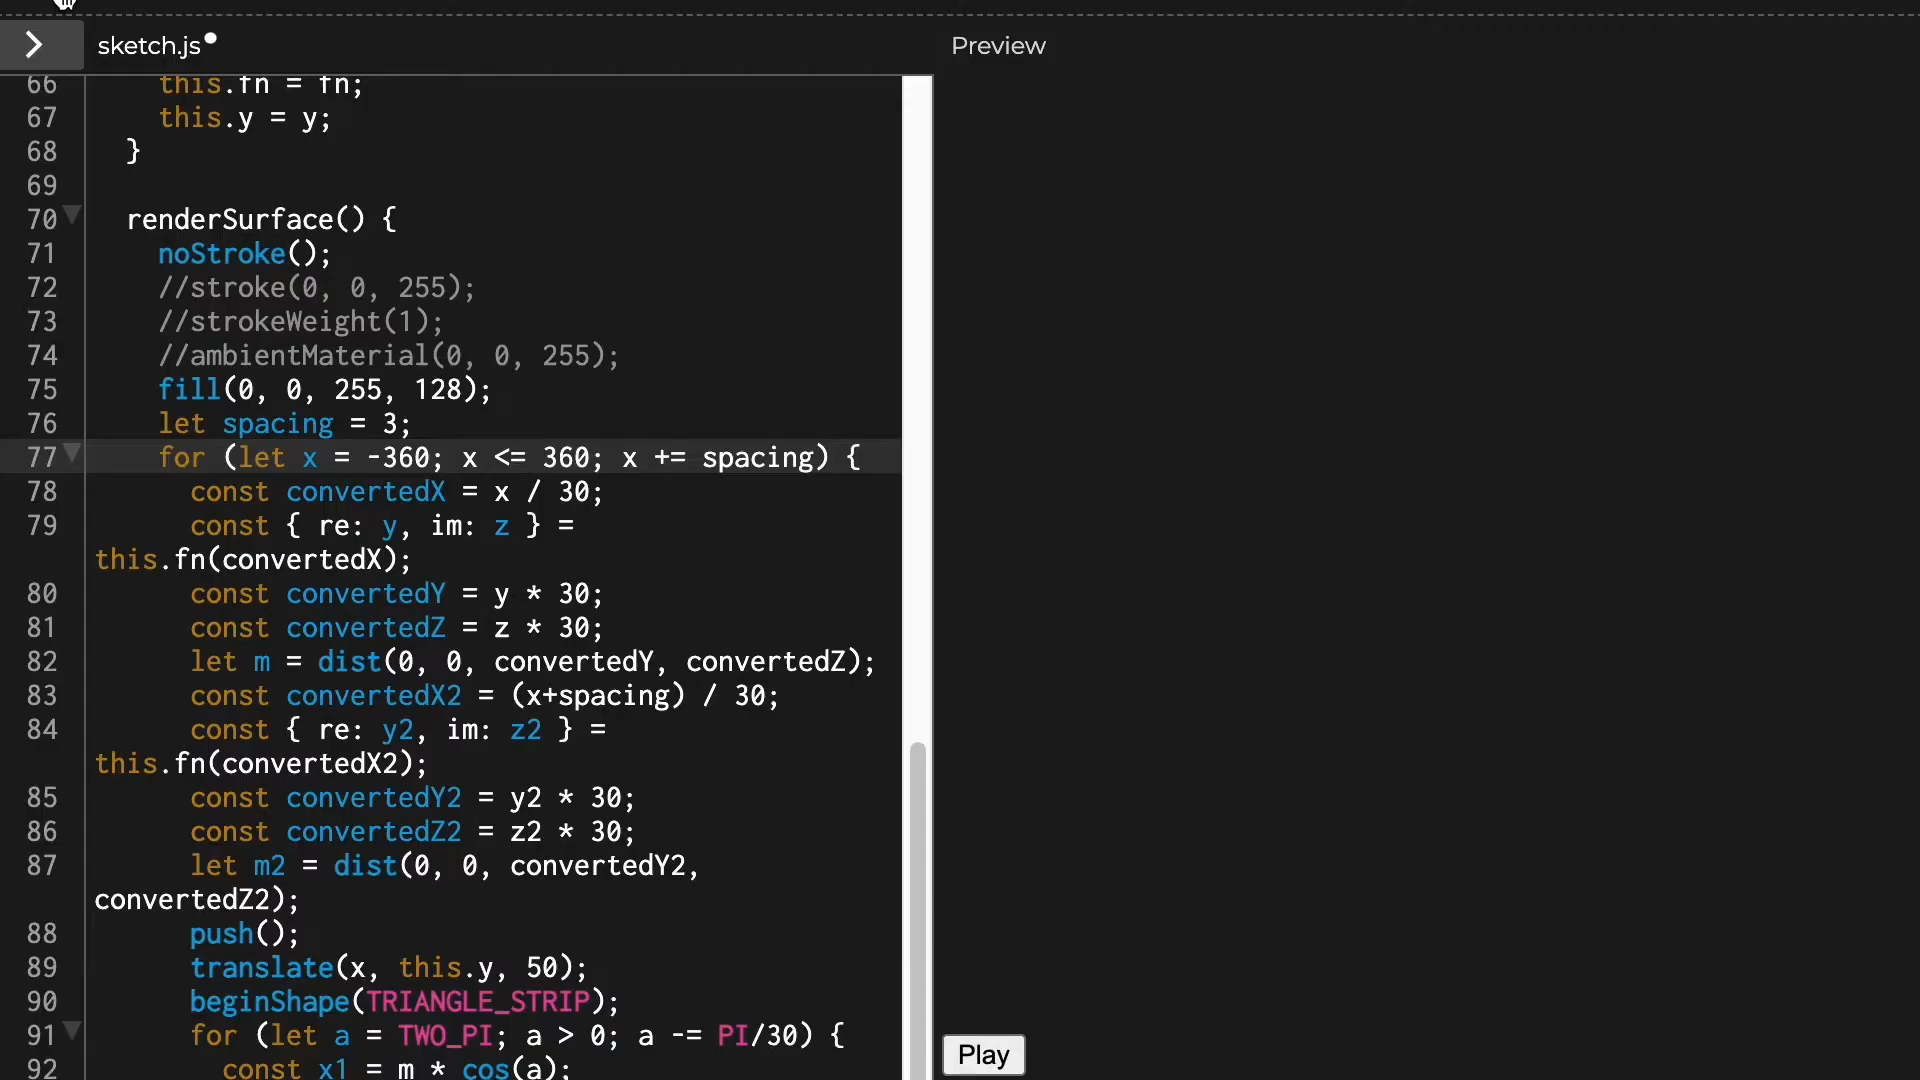 sketch.js
Preview
66 this.fn = fn;
67 this.y = y;
68 }
69
70 renderSurface() {
71 noStroke();
72 //stroke(0, 0, 255);
73 //strokeWeight(1);
74 //ambientMaterial(0, 0, 255);
75 fill(0, 0, 255, 128);
76 let spacing = 3;
77 for (let x = -360; x <= 360; x += spacing) {
78 const convertedX = x / 30;
79 const { re: y, im: z } =
this.fn(convertedX);
80 const convertedY = y * 30;
81 const convertedZ = z * 30;
82 let m = dist(0, 0, convertedY, convertedZ);
83 const convertedX2 = (x+spacing) / 30;
84 const { re: y2, im: z2 } =
this.fn(convertedX2);
85 const convertedY2 = y2 * 30;
86 const convertedZ2 = z2 * 30;
87 let m2 = dist(0, 0, convertedY2,
convertedZ2);
88 push();
89 translate(x, this.y, 50);
90 beginShape(TRIANGLE_STRIP);
91 for (let a = TWO_PI; a > 0; a -= PI/30) {
92 const x1 = m * cos(a);
Play